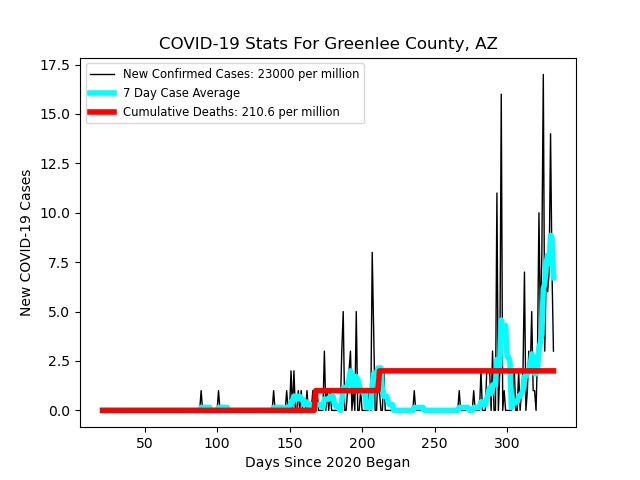 COVID-19 Stats For Greenlee County, AZ
New Confirmed Cases: 23000 per million
7 Day Case Average
Cumulative Deaths: 210.6 per million
New COVID-19 Cases
17.5
15.0
12.5
10.0
7.5
5.0
2.5
0.0
50 100 150 200 250 300
Days Since 2020 Began